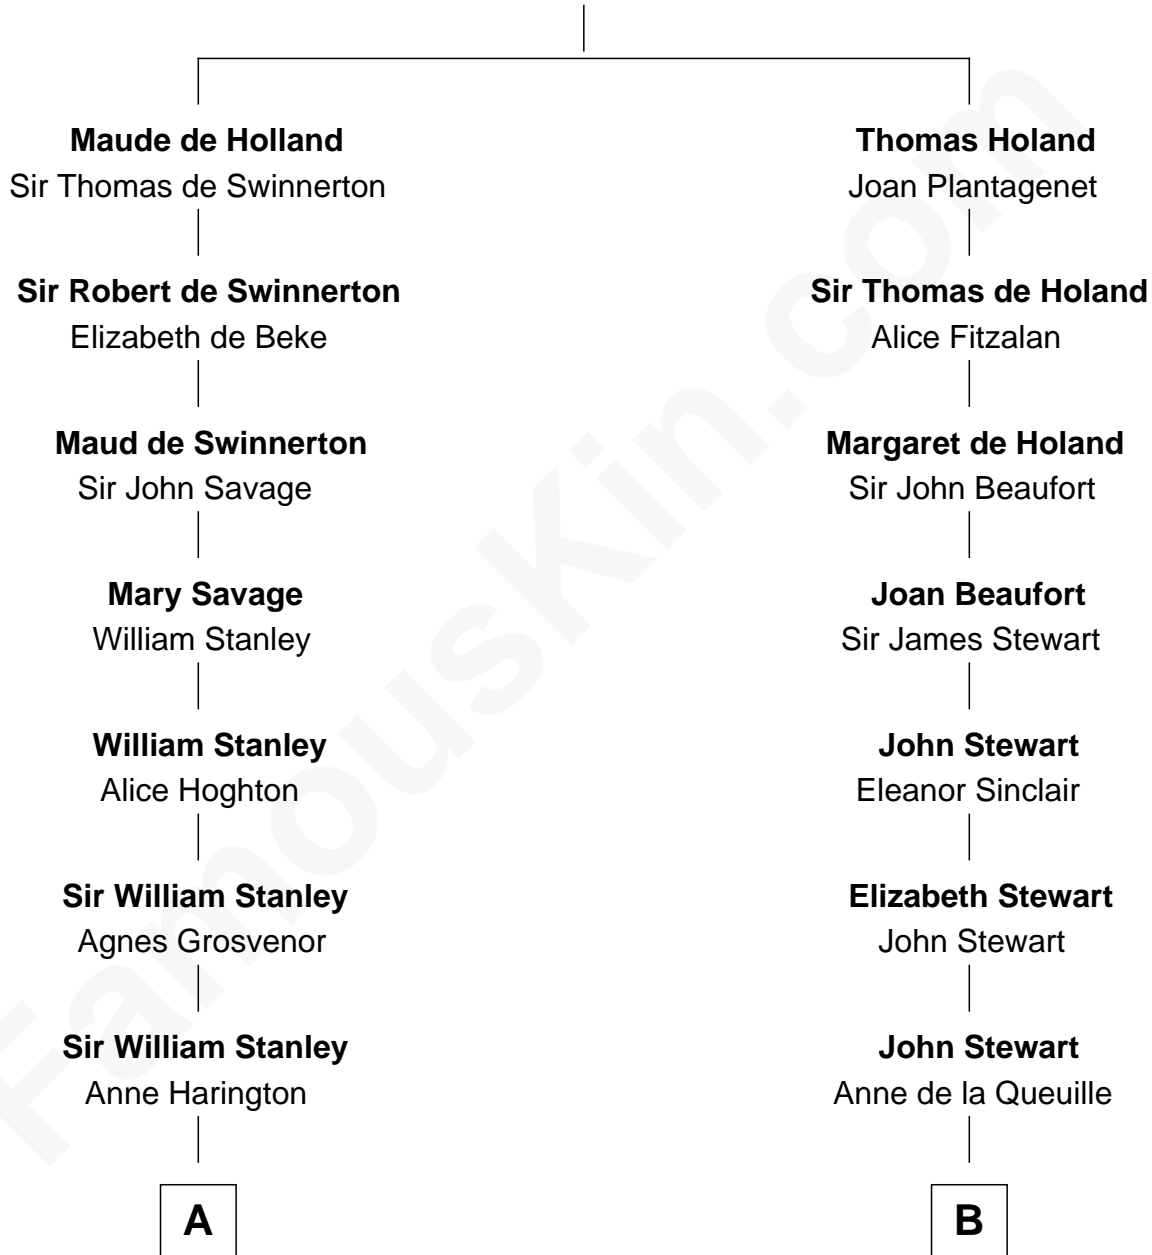 Maude de Holland
Sir Thomas de Swinnerton
Sir Robert de Swinnerton
Elizabeth de Beke
Maud de Swinnerton
Sir John Savage
Mary Savage
William Stanley
William Stanley
Alice Hoghton
Sir William Stanley
Agnes Grosvenor
Sir William Stanley
Anne Harington
A
Thomas Holand
Joan Plantagenet
Sir Thomas de Holand
Alice Fitzalan
Margaret de Holand
Sir John Beaufort
Joan Beaufort
Sir James Stewart
John Stewart
Eleanor Sinclair
Elizabeth Stewart
John Stewart
John Stewart
Anne de la Queuille
B
FamousKin.com